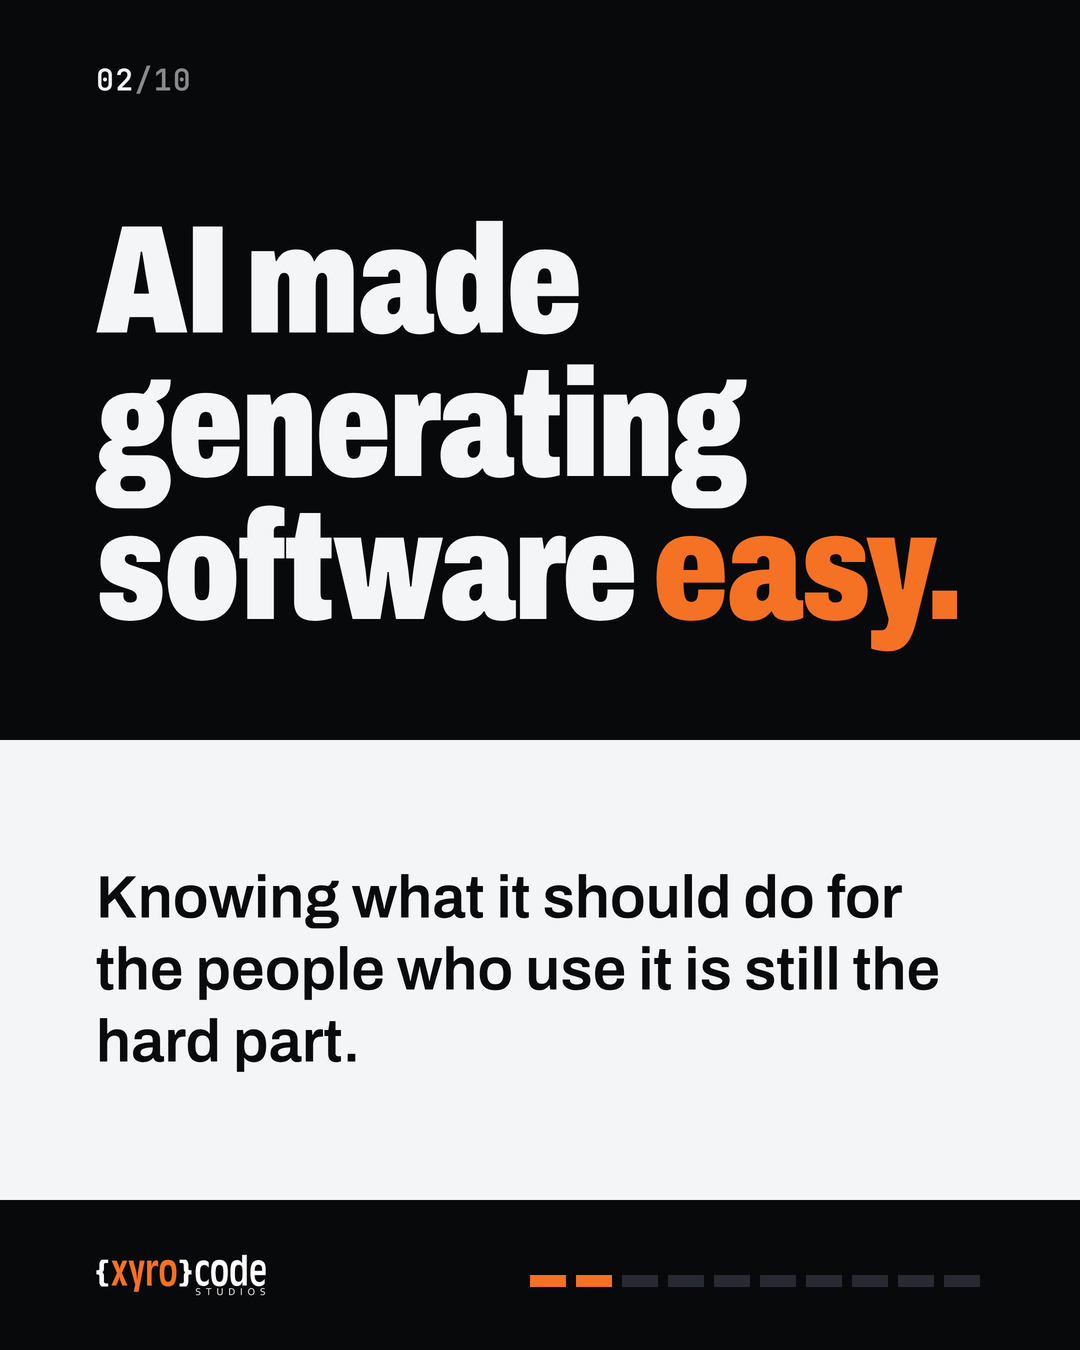 02/10
AI made
generating
software easy.
Knowing what it should do for
the people who use it is still the
hard part.
{xyro}code
STUDIOS